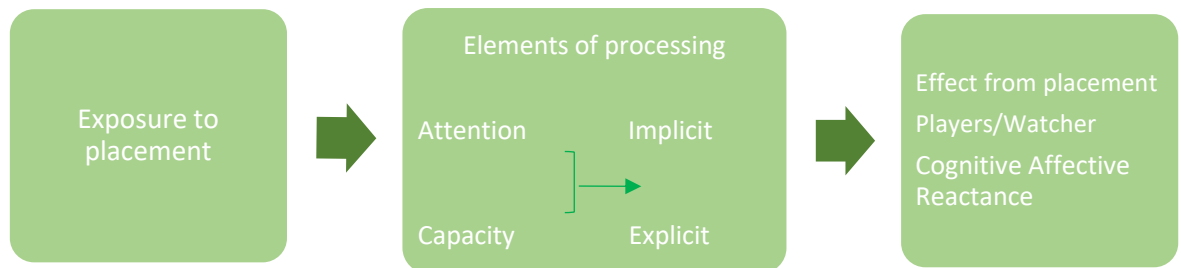 Exposure to
placement
Elements of processing
Attention Implicit
Capacity Explicit
Effect from placement
Players/Watcher
Cognitive Affective
Reactance